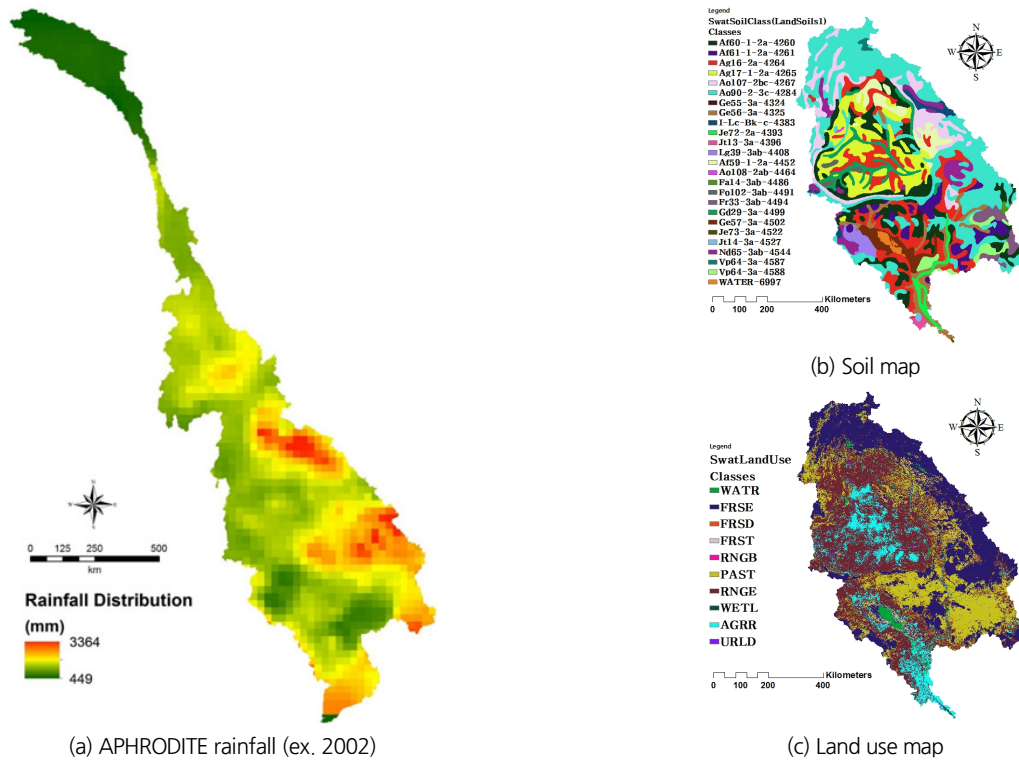 N
W
E
S
0 125 250 500
km
Rainfall Distribution
(mm)
3364
449
(a) APHRODITE rainfall (ex. 2002)
Legend
SwatSoilClass(LandSoils1)
Classes
Af60-1-2a-4260
Af61-1-2a-4261
Ag16-2a-4264
Ag17-1-2a-4265
Ao107-2bc-4267
Ao90-2-3c-4284
Ge55-3a-4324
Ge56-3a-4325
I-Lc-Bk-c-4383
Je72-2a-4393
Jt13-3a-4396
Lg39-3ab-4408
Af59-1-2a-4452
Ao108-2ab-4464
Fa14-3ab-4486
Fo102-3ab-4491
Fr33-3ab-4494
Gd29-3a-4499
Ge57-3a-4502
Je73-3a-4522
Jt14-3a-4527
Nd65-3ab-4544
Vp64-3a-4587
Vp64-3a-4588
WATER-6997
N
W
E
S
Kilometers
0 100 200 400
(b) Soil map
Legend
SwatLandUse
Classes
WATR
FRSE
FRSD
FRST
RNGB
PAST
RNGE
WETL
AGRR
URLD
N
W
E
S
Kilometers
0 100 200 400
(c) Land use map